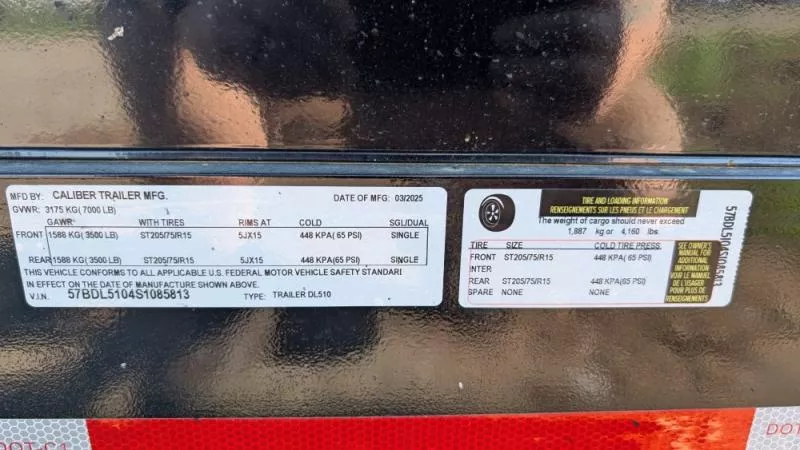 MFD BY: CALIBER TRAILER MFG. DATE OF MFG: 03/2025
GVWR: 3175 KG( 7000 LB)
GAWR WITH TIRES RIMS AT COLD SGL/DUAL
FRONT 1588 KG( 3500 LB) ST205/75/R15 5JX15 448 KPA( 65 PSI) SINGLE
REAR 1588 KG( 3500 LB) ST205/75/R15 5JX15 448 KPA( 65 PSI) SINGLE
THIS VEHICLE CONFORMS TO ALL APPLICABLE U.S. FEDERAL MOTOR VEHICLE SAFETY STANDARI
IN EFFECT ON THE DATE OF MANUFACTURE SHOWN ABOVE.
V.I.N. 57BDL5104S1085813 TYPE: TRAILER DL510
TIRE AND LOADING INFORMATION
RENSEIGNEMENTS SUR LES PNEUS ET LE CHARGEMENT
The weight of cargo should never exceed
1,887 kg or 4,160 lbs.
TIRE SIZE COLD TIRE PRESS.
FRONT ST205/75/R15 448 KPA( 65 PSI)
INTER
REAR ST205/75/R15 448 KPA( 65 PSI)
SPARE NONE NONE
SEE OWNER'S
MANUAL FOR
ADDITIONAL
INFORMATION
VOIR LE MANUEL
DE L'USAGER
POUR PLUS DE
RENSEIGNEMENTS
57BDL5104S1085813
DOT-C1
DOT